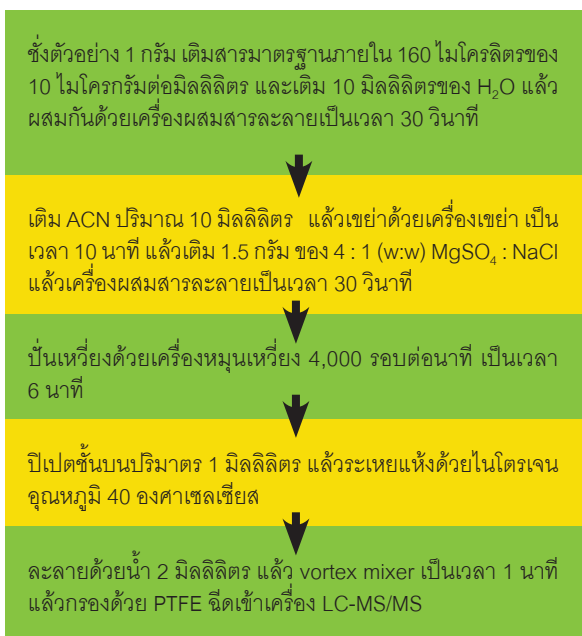 ชั่งตัวอย่าง 1 กรัม เติมสารมาตรฐานภายใน 160 ไมโครลิตรของ
10 ไมโครกรัมต่อมิลลิลิตร และเติม 10 มิลลิลิตรของ H₂O แล้ว
ผสมกันด้วยเครื่องผสมสารละลายเป็นเวลา 30 วินาที
เติม ACN ปริมาณ 10 มิลลิลิตร แล้วเขย่าด้วยเครื่องเขย่า เป็น
เวลา 10 นาที แล้วเติม 1.5 กรัม ของ 4 : 1 (w:w) MgSO₄ : NaCl
แล้วเครื่องผสมสารละลายเป็นเวลา 30 วินาที
ปั่นเหวี่ยงด้วยเครื่องหมุนเหวี่ยง 4,000 รอบต่อนาที เป็นเวลา
6 นาที
ปิเปตชั้นบนปริมาตร 1 มิลลิลิตร แล้วระเหยแห้งด้วยไนโตรเจน
อุณหภูมิ 40 องศาเซลเซียส
ละลายด้วยน้ำ 2 มิลลิลิตร แล้ว vortex mixer เป็นเวลา 1 นาที
แล้วกรองด้วย PTFE ฉีดเข้าเครื่อง LC-MS/MS